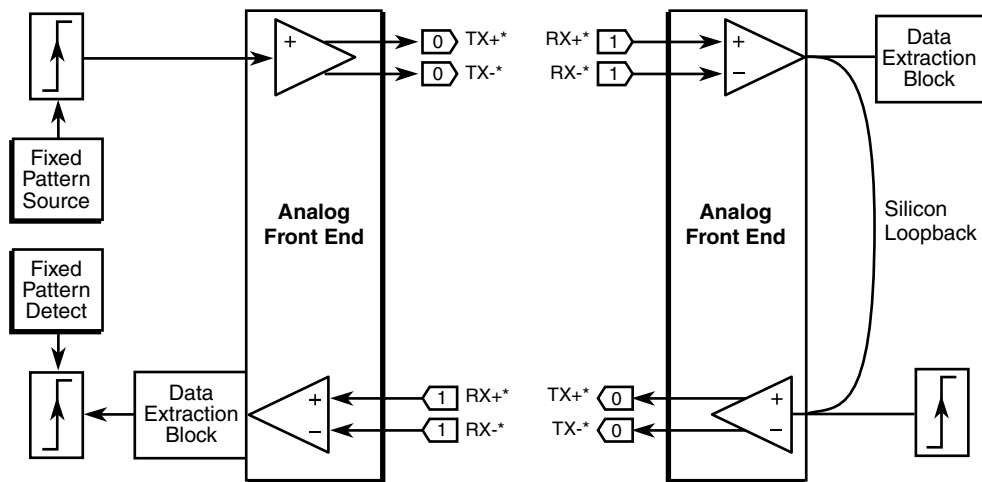 Fixed
Pattern
Source
Fixed
Pattern
Detect
Data
Extraction
Block
+
Analog
Front End
+
–
0 TX+*
0 TX-*
1 RX+*
1 RX-*
RX+* 1
RX-* 1
TX+* 0
TX-* 0
+
–
Analog
Front End
+
–
Data
Extraction
Block
Silicon
Loopback